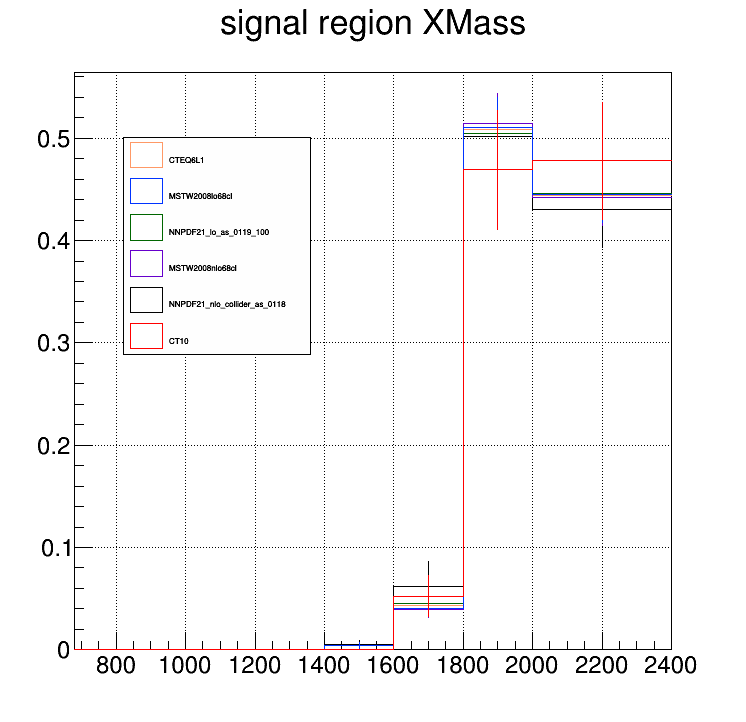 signal region XMass
0.5
0.4
0.3
0.2
0.1
0
CTEQ6L1
MSTW2008lo68cl
NNPDF21_lo_as_0119_100
MSTW2008nlo68cl
NNPDF21_nlo_collider_as_0118
CT10
800 1000 1200 1400 1600 1800 2000 2200 2400